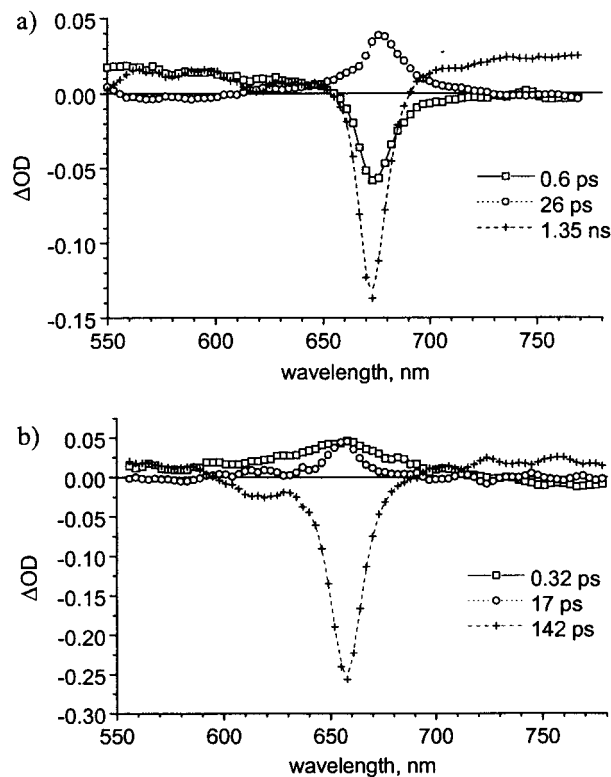 a)
0.05
0.00
-0.05
-0.10
-0.15
ΔOD
550 600 650 700 750
wavelength, nm
0.6 ps
26 ps
1.35 ns
b)
0.05
0.00
-0.05
-0.10
-0.15
-0.20
-0.25
-0.30
ΔOD
550 600 650 700 750
wavelength, nm
0.32 ps
17 ps
142 ps